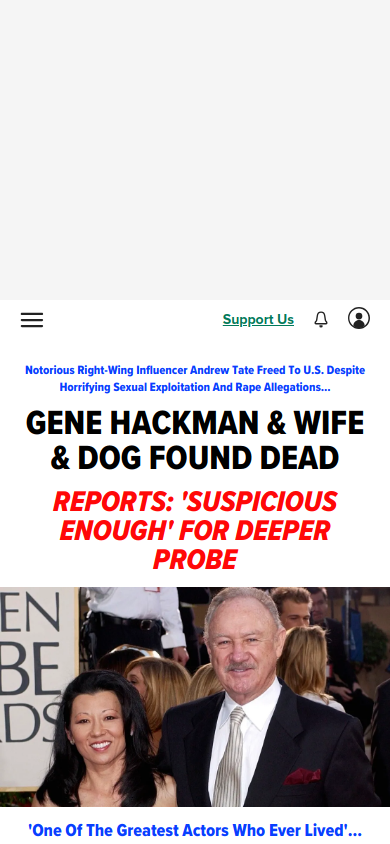 Support Us
Notorious Right-Wing Influencer Andrew Tate Freed To U.S. Despite
Horrifying Sexual Exploitation And Rape Allegations...
GENE HACKMAN & WIFE
& DOG FOUND DEAD
REPORTS: 'SUSPICIOUS
ENOUGH' FOR DEEPER
PROBE
EN
BE
DS
'One Of The Greatest Actors Who Ever Lived'...